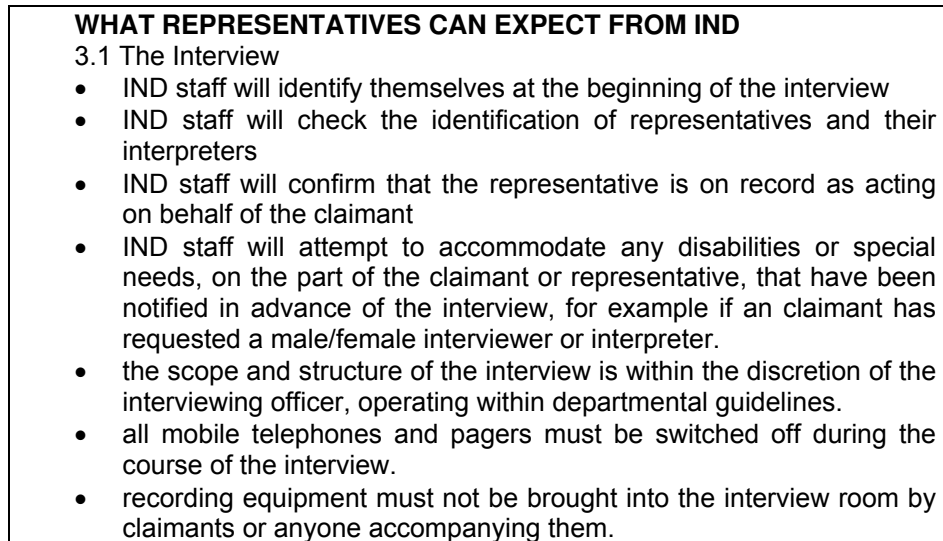 WHAT REPRESENTATIVES CAN EXPECT FROM IND
3.1 The Interview
• IND staff will identify themselves at the beginning of the interview
• IND staff will check the identification of representatives and their
interpreters
• IND staff will confirm that the representative is on record as acting
on behalf of the claimant
• IND staff will attempt to accommodate any disabilities or special
needs, on the part of the claimant or representative, that have been
notified in advance of the interview, for example if an claimant has
requested a male/female interviewer or interpreter.
• the scope and structure of the interview is within the discretion of the
interviewing officer, operating within departmental guidelines.
• all mobile telephones and pagers must be switched off during the
course of the interview.
• recording equipment must not be brought into the interview room by
claimants or anyone accompanying them.